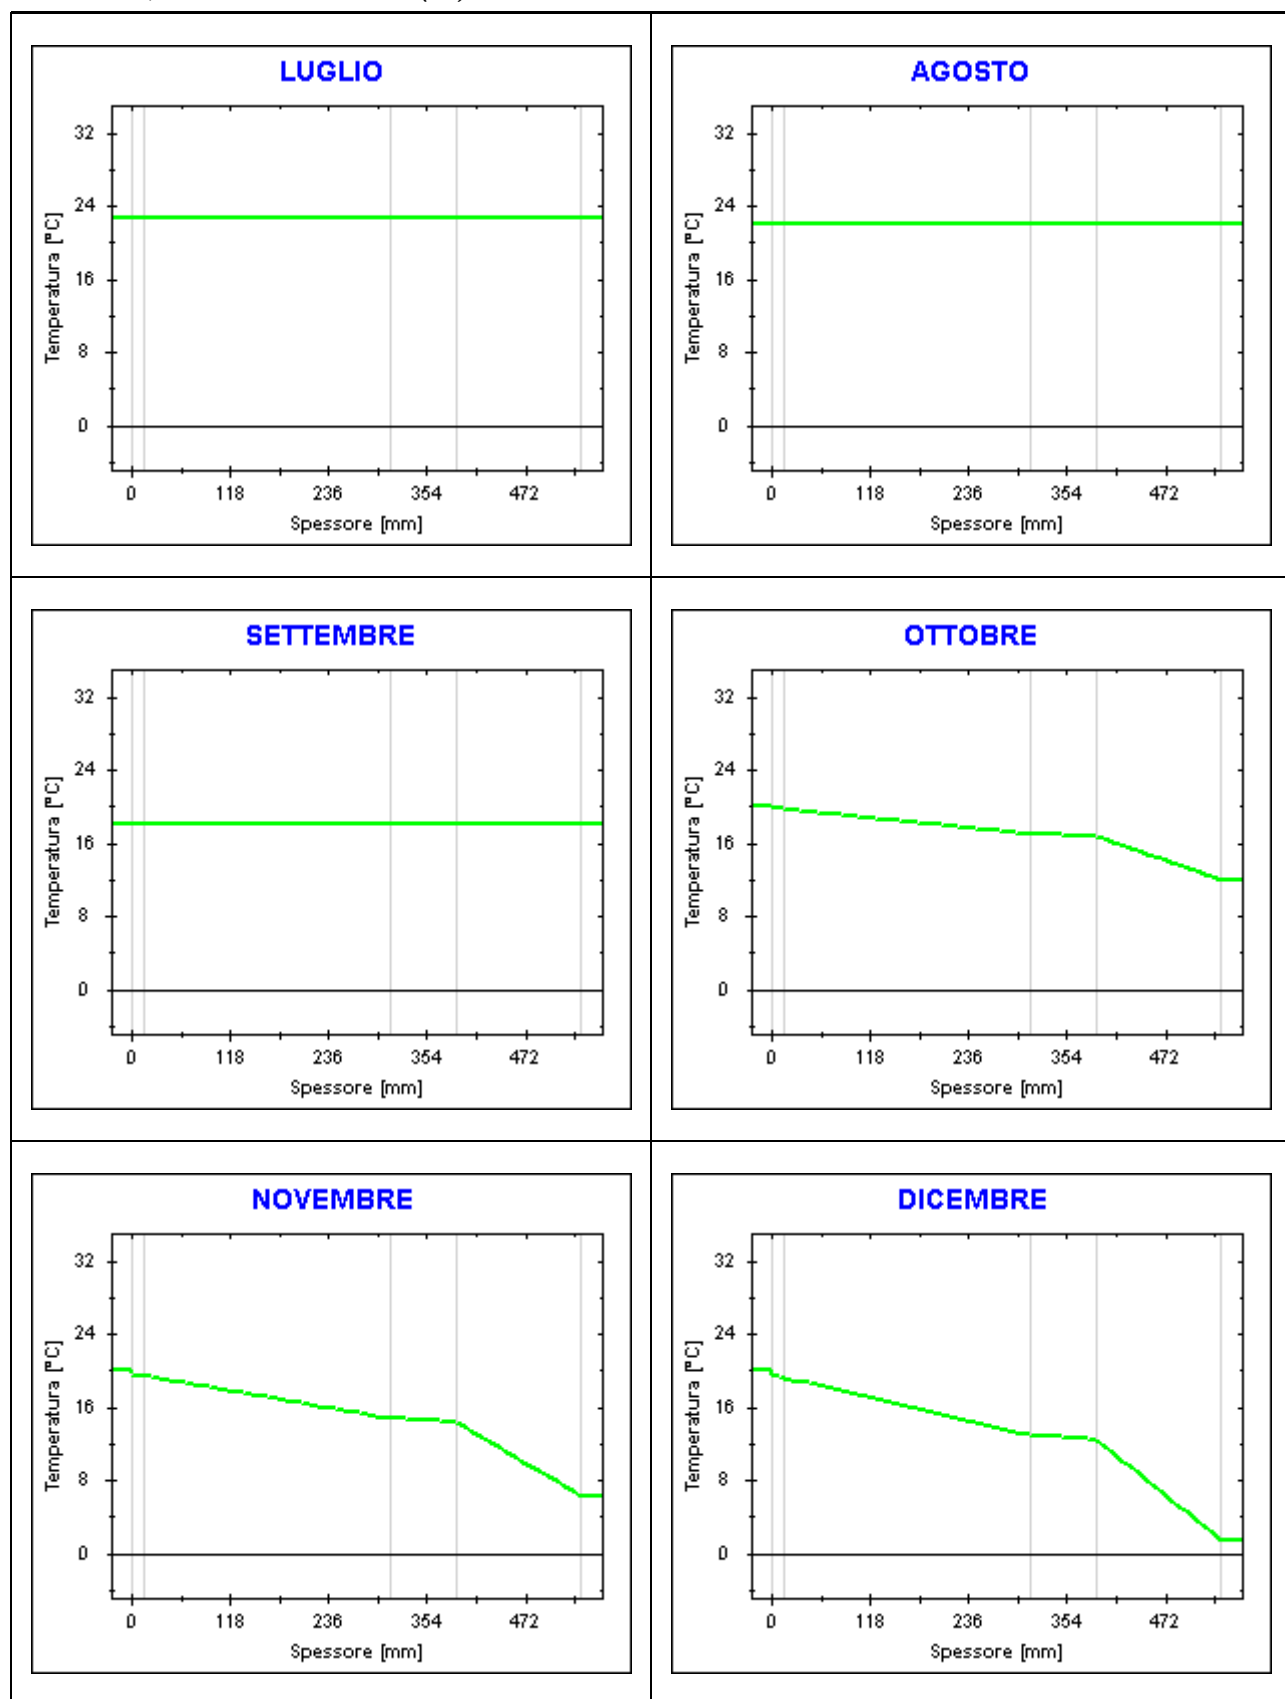 LUGLIO
32
24
16
8
0
Temperatura [°C]
0 118 236 354 472
Spessore [mm]
AGOSTO
32
24
16
8
0
Temperatura [°C]
0 118 236 354 472
Spessore [mm]
SETTEMBRE
32
24
16
8
0
Temperatura [°C]
0 118 236 354 472
Spessore [mm]
OTTOBRE
32
24
16
8
0
Temperatura [°C]
0 118 236 354 472
Spessore [mm]
NOVEMBRE
32
24
16
8
0
Temperatura [°C]
0 118 236 354 472
Spessore [mm]
DICEMBRE
32
24
16
8
0
Temperatura [°C]
0 118 236 354 472
Spessore [mm]